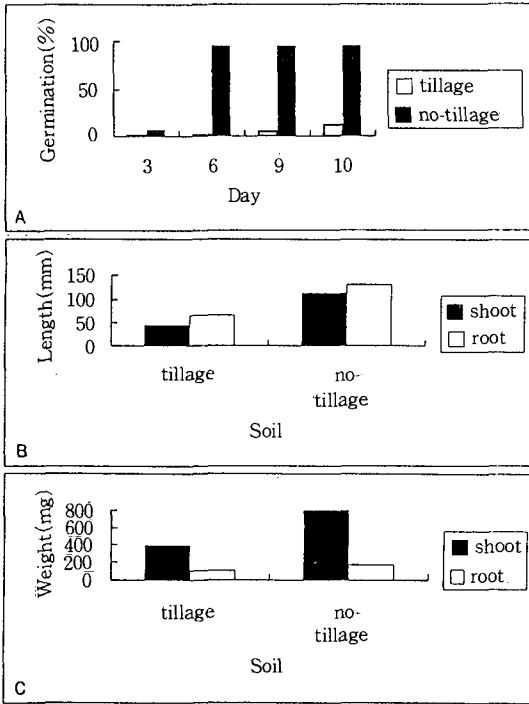 Germination(%)
100
50
0
3 6 9 10
Day
tillage
no-tillage
A
Length(mm)
150
100
50
0
tillage no-
tillage
Soil
shoot
root
B
Weight(mg)
800
600
400
200
0
tillage no-
tillage
Soil
shoot
root
C